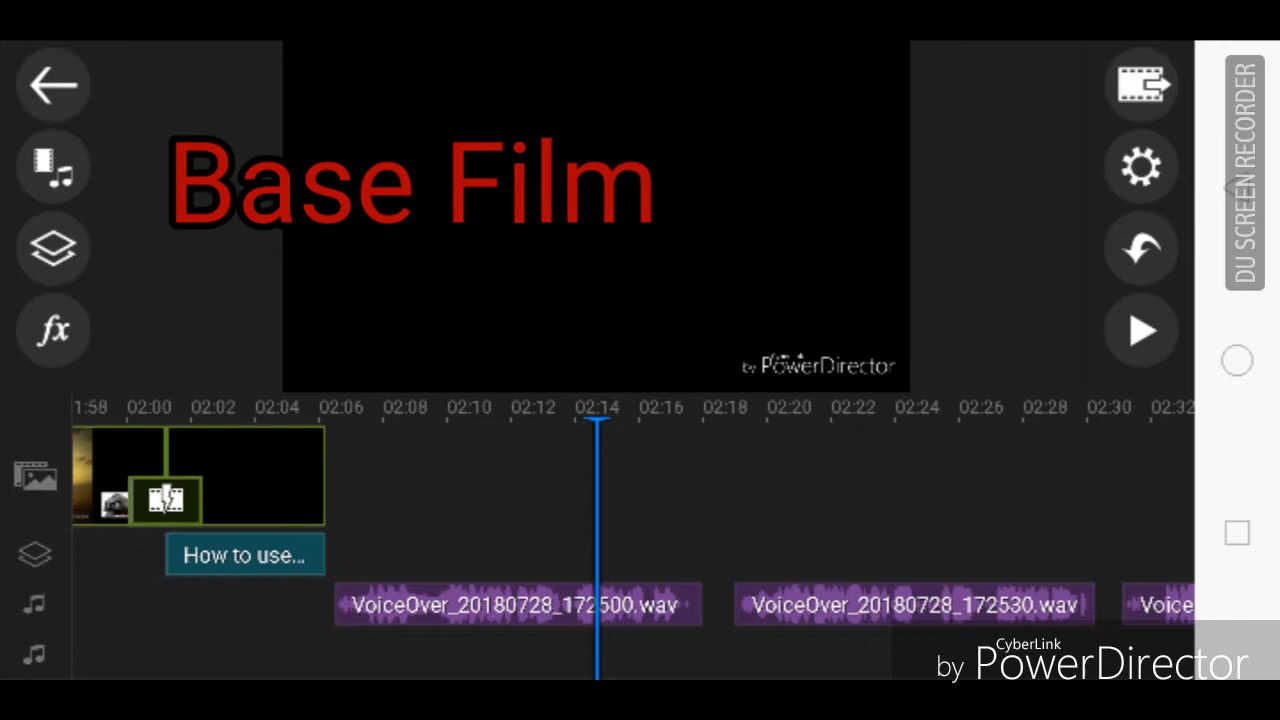 Base Film
DU SCREEN RECORDER
fx
by PowerDirector
1:58 02:00 02:02 02:04 02:06 02:08 02:10 02:12 02:14 02:16 02:18 02:20 02:22 02:24 02:26 02:28 02:30 02:32
How to use...
VoiceOver_20180728_172500.wav VoiceOver_20180728_172530.wav Voice
CyberLink
by PowerDirector